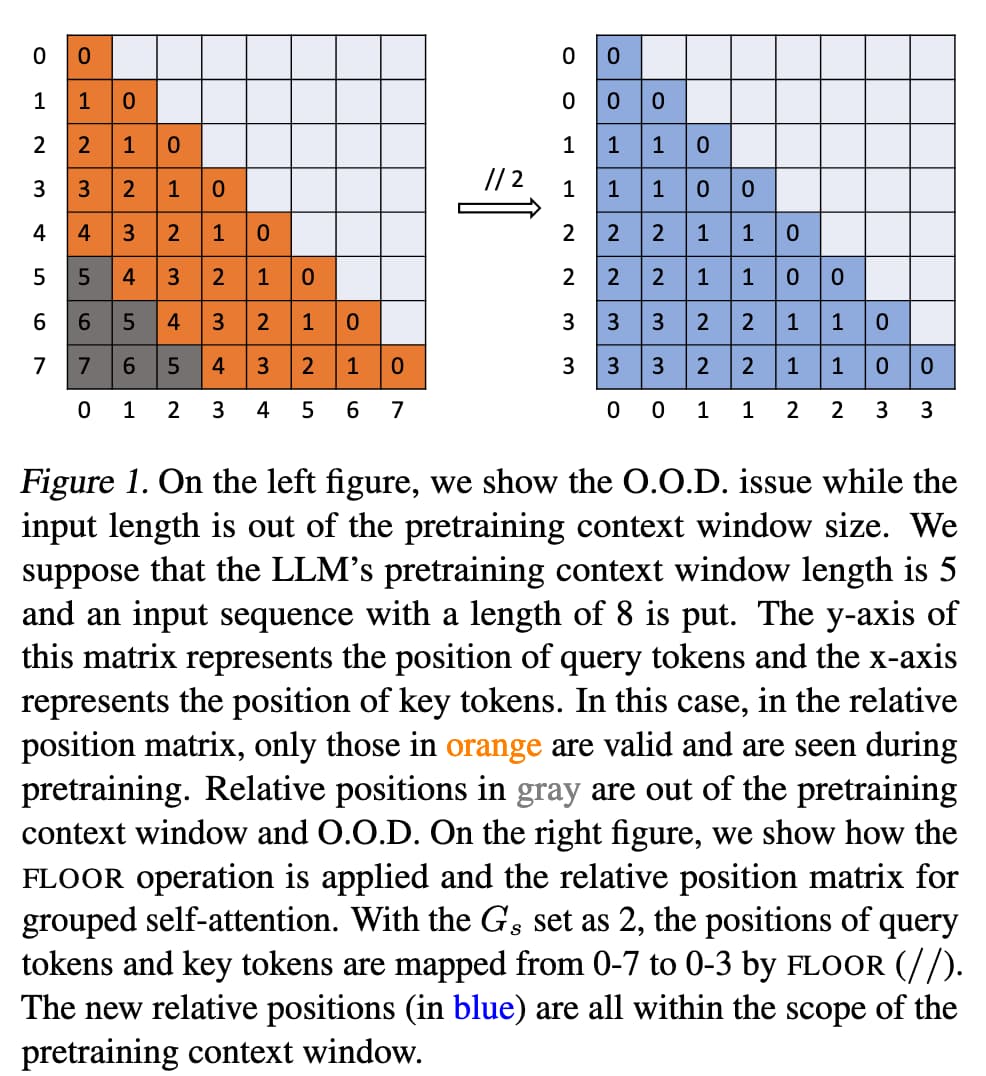 0 0 0 0
1 1 0 0 0 0
2 2 1 0 1 1 1 0
3 3 2 1 0 // 2 1 1 1 0 0
4 4 3 2 1 0 2 2 2 1 1 0
5 5 4 3 2 1 0 2 2 2 1 1 0 0
6 6 5 4 3 2 1 0 3 3 3 2 2 1 1 0
7 7 6 5 4 3 2 1 0 3 3 3 2 2 1 1 0 0
0 1 2 3 4 5 6 7 0 0 1 1 2 2 3 3
Figure 1. On the left figure, we show the O.O.D. issue while the
input length is out of the pretraining context window size. We
suppose that the LLM's pretraining context window length is 5
and an input sequence with a length of 8 is put. The y-axis of
this matrix represents the position of query tokens and the x-axis
represents the position of key tokens. In this case, in the relative
position matrix, only those in orange are valid and are seen during
pretraining. Relative positions in gray are out of the pretraining
context window and O.O.D. On the right figure, we show how the
FLOOR operation is applied and the relative position matrix for
grouped self-attention. With the Gₛ set as 2, the positions of query
tokens and key tokens are mapped from 0-7 to 0-3 by FLOOR (//).
The new relative positions (in blue) are all within the scope of the
pretraining context window.